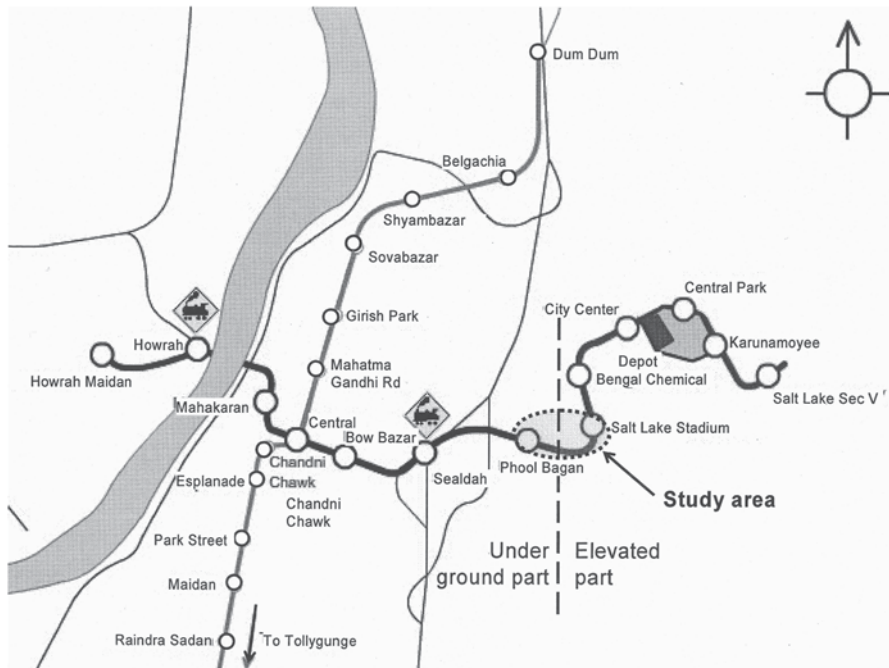 Dum Dum
Belgachia
Shyambazar
Sovabazar
Girish Park
Mahatma
Gandhi Rd
Howrah
Howrah Maidan
Mahakaran
Central
Bow Bazar
Chandni
Chawk
Esplanade
Chandni
Chawk
Sealdah
Phool Bagan
Salt Lake Stadium
Bengal Chemical
City Center
Depot
Central Park
Karunamoyee
Salt Lake Sec V
Study area
Under
ground part
Elevated
part
Park Street
Maidan
Raindra Sadan
To Tollygunge